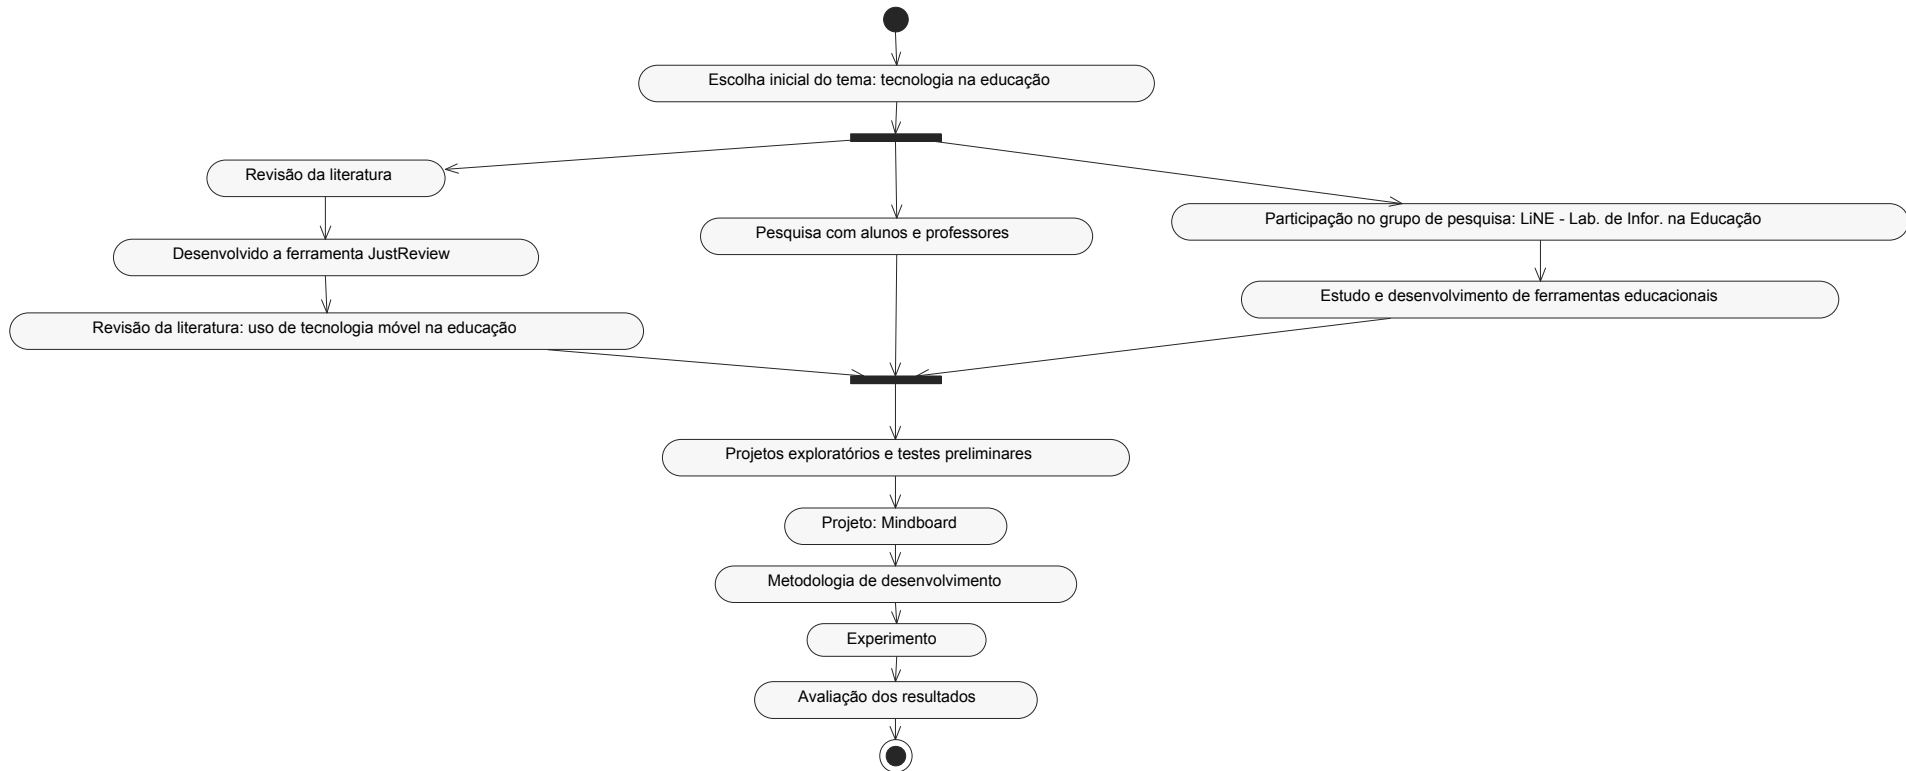 Escolha inicial do tema: tecnologia na educação
Revisão da literatura
Desenvolvido a ferramenta JustReview
Revisão da literatura: uso de tecnologia móvel na educação
Pesquisa com alunos e professores
Participação no grupo de pesquisa: LiNE - Lab. de Infor. na Educação
Estudo e desenvolvimento de ferramentas educacionais
Projetos exploratórios e testes preliminares
Projeto: Mindboard
Metodologia de desenvolvimento
Experimento
Avaliação dos resultados